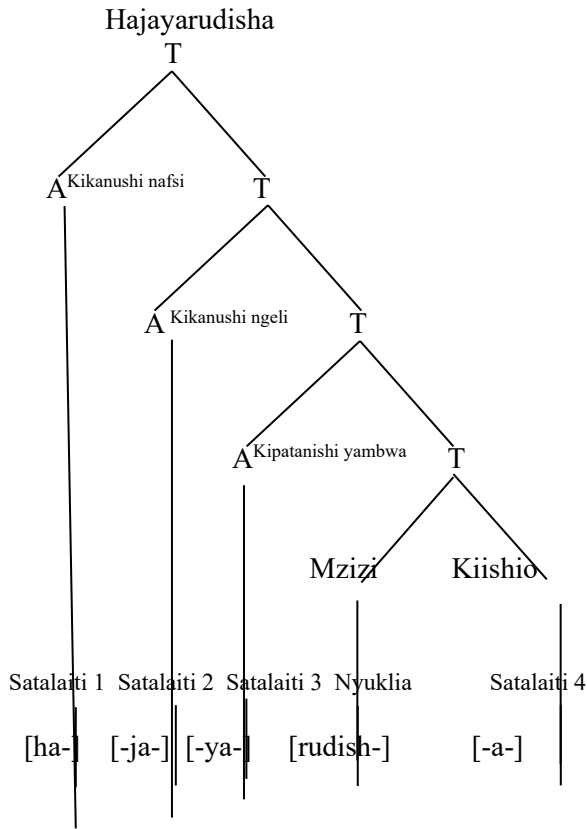 Hajayarudisha
T
A Kikanushi nafsi T
A Kikanushi ngeli T
A Kipatanishi yambwa T
Mzizi Kiishio
Satalaiti 1 Satalaiti 2 Satalaiti 3 Nyuklia Satalaiti 4
[ha-] [-ja-] [-ya-] [rudish-] [-a-]